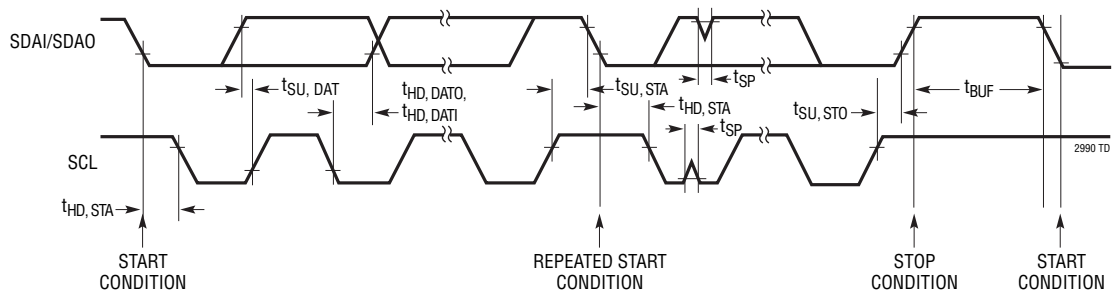 SDAI/SDAO
tSU, DAT
tHD, DATO,
tHD, DATI
tSU, STA
tHD, STA
tSP
tSP
tSU, STO
tBUF
SCL
2990 TD
tHD, STA
START
CONDITION
REPEATED START
CONDITION
STOP
CONDITION
START
CONDITION